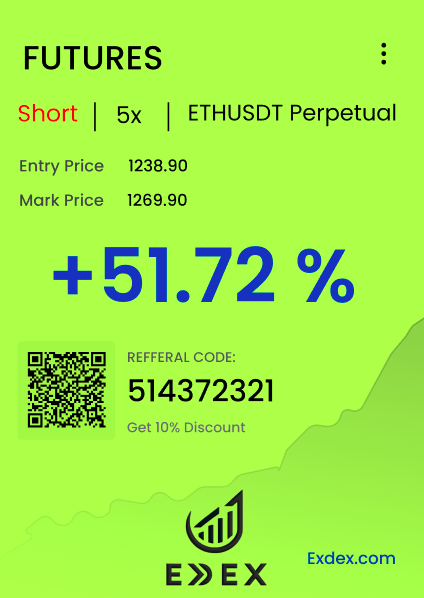 FUTURES
Short | 5x | ETHUSDT Perpetual
Entry Price 1238.90
Mark Price 1269.90
+51.72 %
REFFERAL CODE:
514372321
Get 10% Discount
EXDEX
Exdex.com